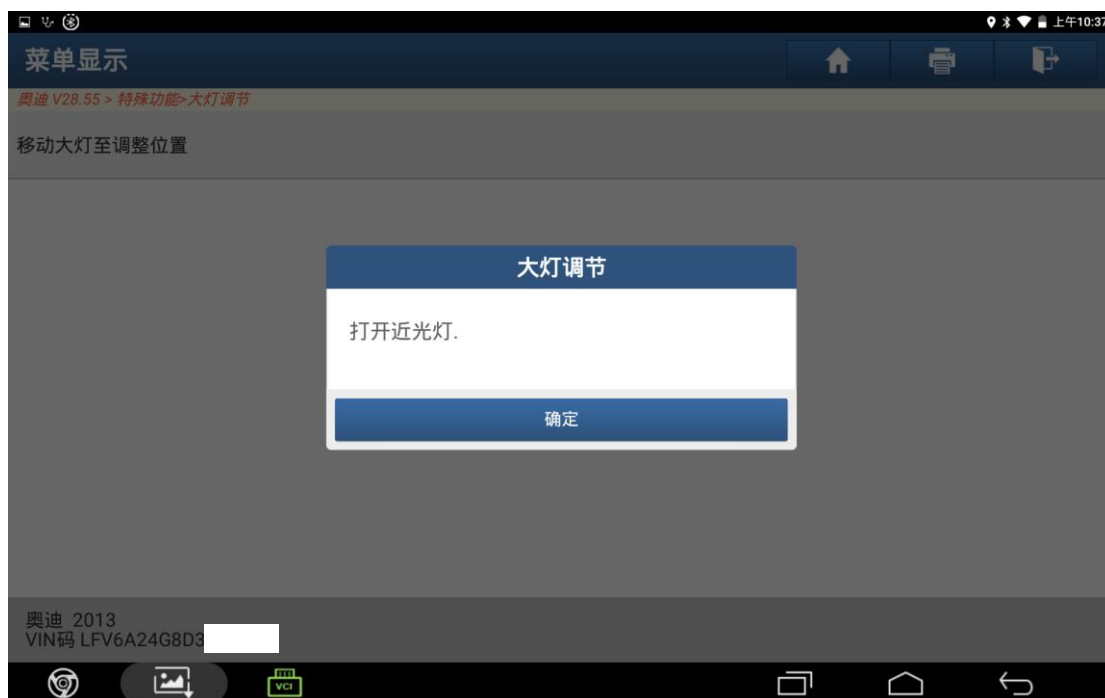 上午10:37
菜单显示
奥迪 V28.55 > 特殊功能>大灯调节
移动大灯至调整位置
大灯调节
打开近光灯.
确定
奥迪 2013
VIN码 LFV6A24G8D3
VCI